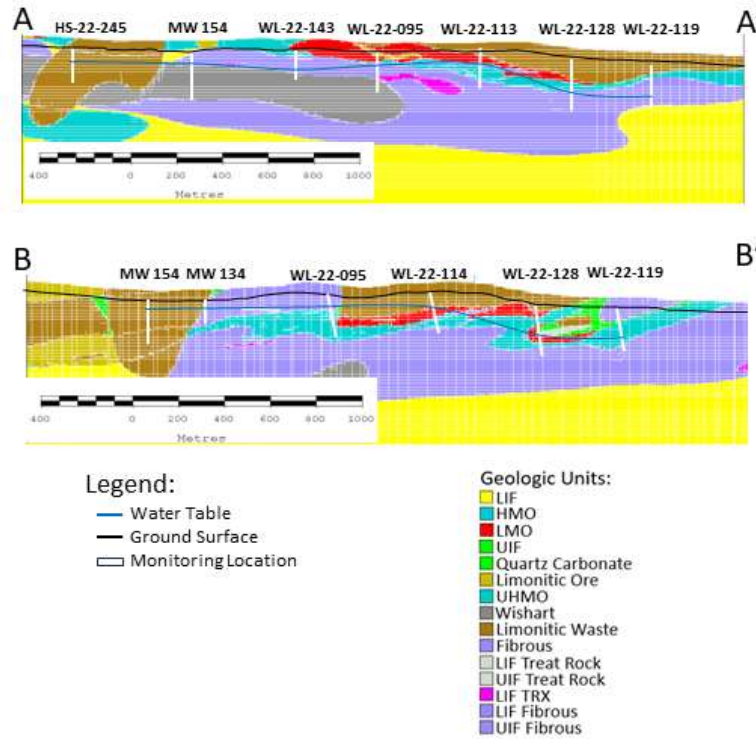 A A
HS-22-245 MW 154 WL-22-143 WL-22-095 WL-22-113 WL-22-128 WL-22-119
400 0 200 400 600 800 1000
Metres
B B'
MW 154 MW 134 WL-22-095 WL-22-114 WL-22-128 WL-22-119
400 0 200 400 600 800 1000
Metres
Legend:
Water Table
Ground Surface
Monitoring Location
Geologic Units:
LIF
HMO
LMO
UIF
Quartz Carbonate
Limonitic Ore
UHMO
Wishart
Limonitic Waste
Fibrous
LIF Treat Rock
UIF Treat Rock
LIF TRX
LIF Fibrous
UIF Fibrous